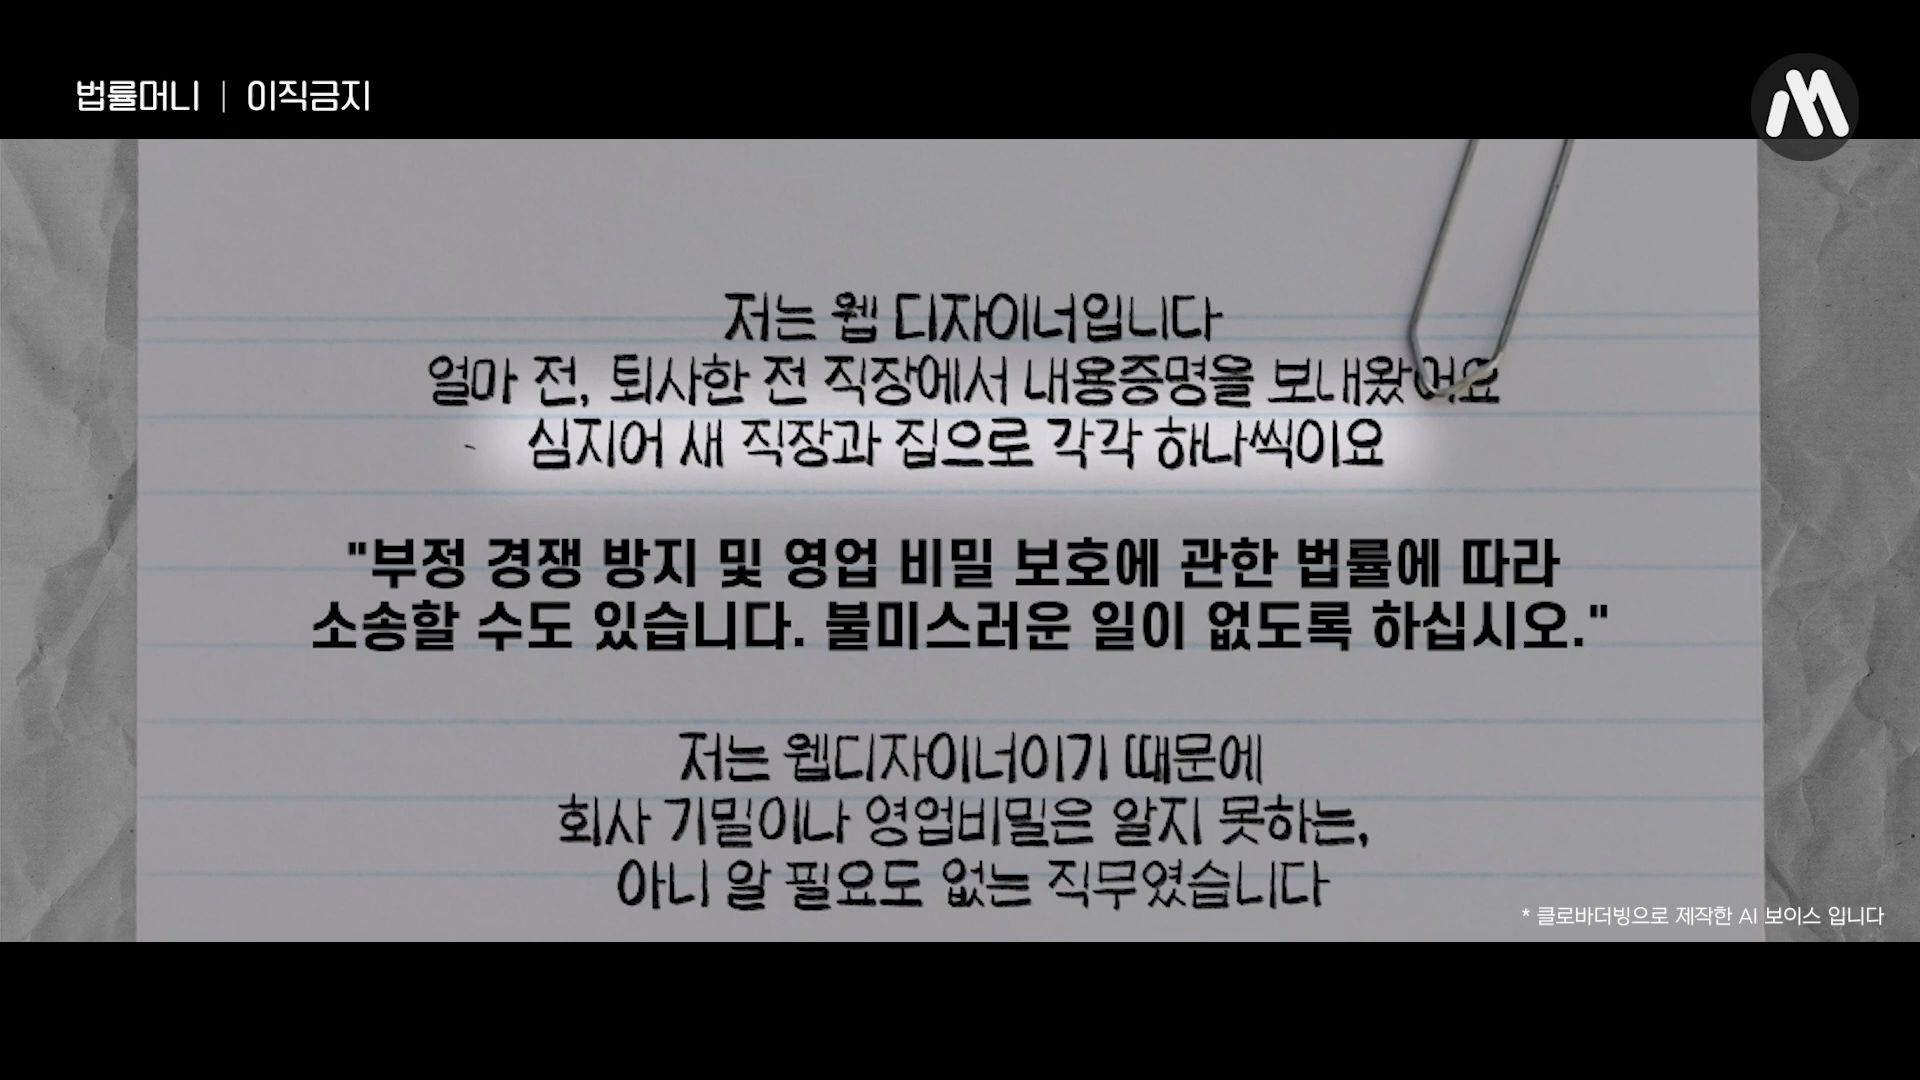 법률머니 | 이직금지
저는 웹 디자이너입니다
얼마 전, 퇴사한 전 직장에서 내용증명을 보내왔어요
심지어 새 직장과 집으로 각각 하나씩이요
"부정 경쟁 방지 및 영업 비밀 보호에 관한 법률에 따라
소송할 수도 있습니다. 불미스러운 일이 없도록 하십시오."
저는 웹디자이너이기 때문에
회사 기밀이나 영업비밀은 알지 못하는,
아니 알 필요도 없는 직무였습니다
* 클로바더빙으로 제작한 AI 보이스 입니다